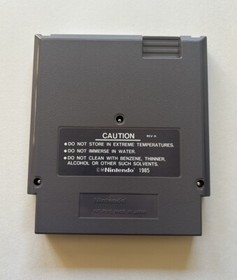 CAUTION
• DO NOT STORE IN EXTREME TEMPERATURES.
• DO NOT IMMERSE IN WATER.
• DO NOT CLEAN WITH BENZENE, THINNER,
ALCOHOL OR OTHER SUCH SOLVENTS.
Nintendo 1985
Nintendo